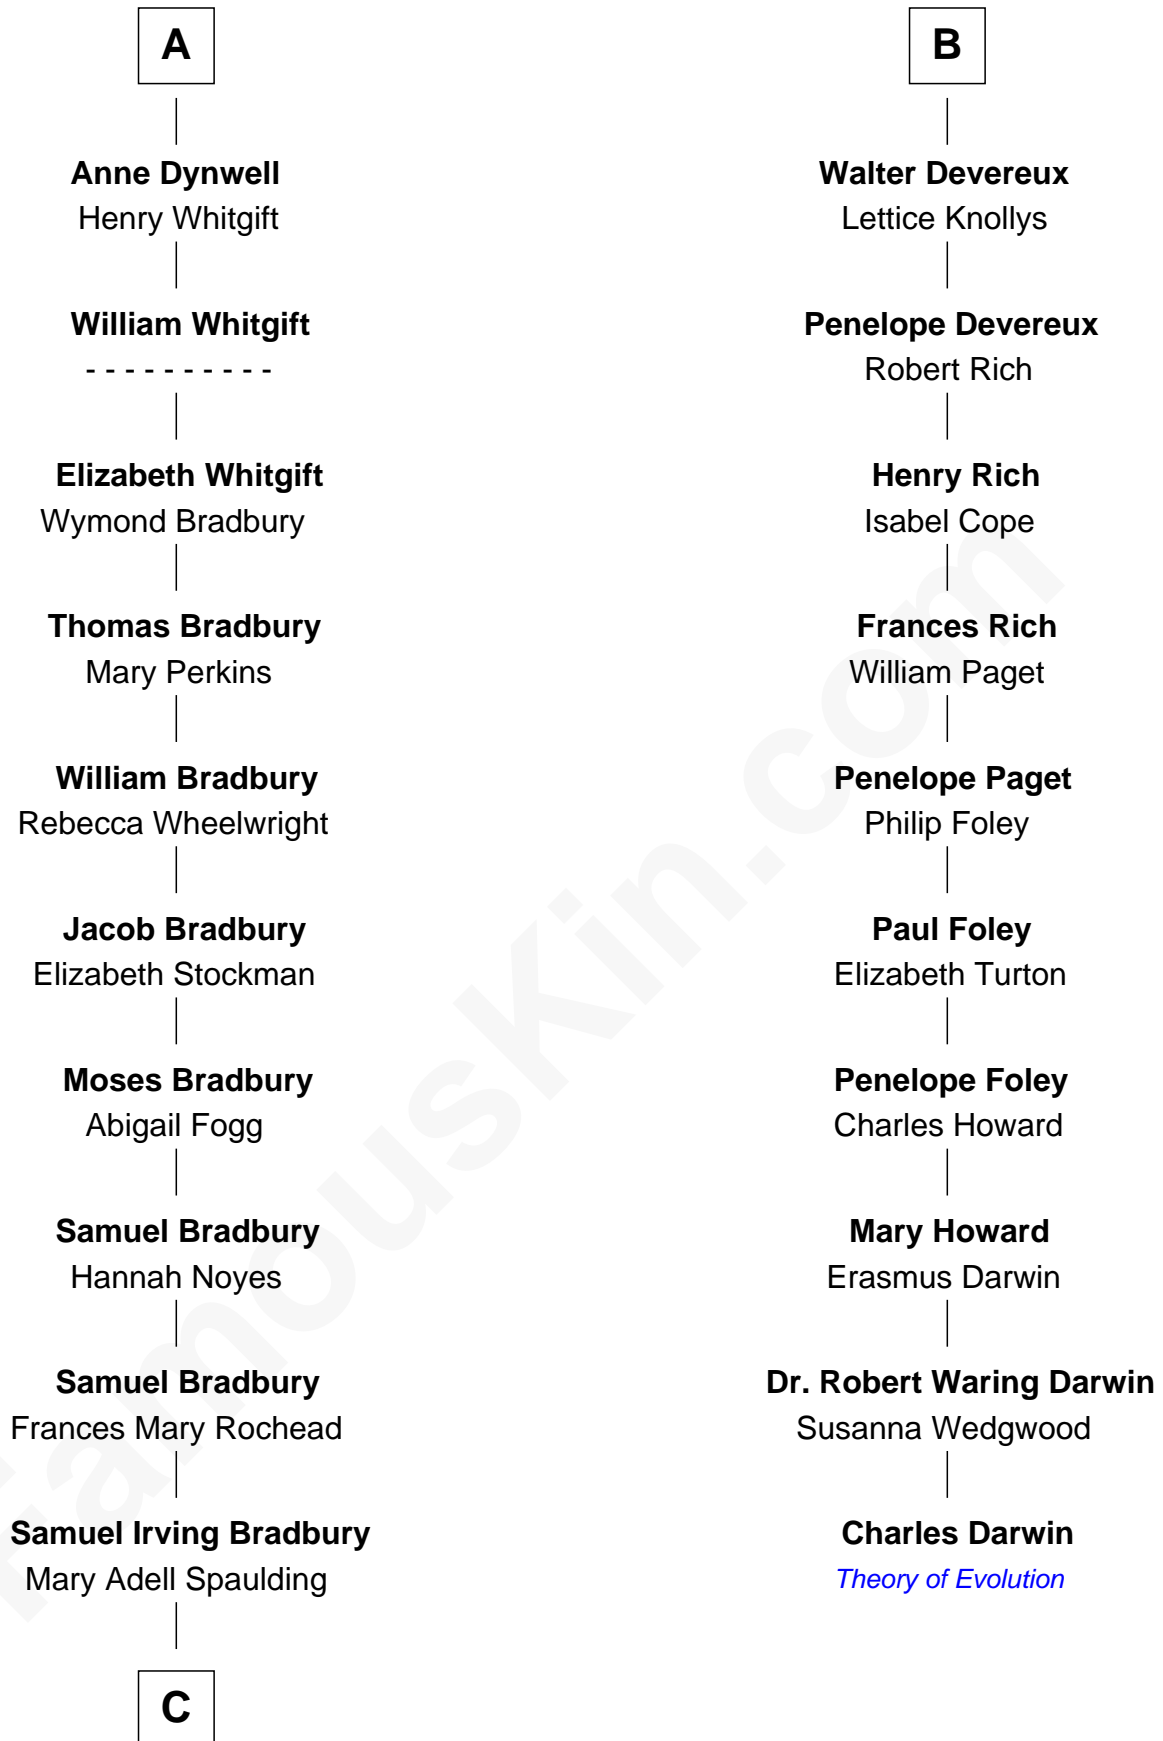 A
Anne Dynwell
Henry Whitgift
William Whitgift
- - - - - - - - - -
Elizabeth Whitgift
Wymond Bradbury
Thomas Bradbury
Mary Perkins
William Bradbury
Rebecca Wheelwright
Jacob Bradbury
Elizabeth Stockman
Moses Bradbury
Abigail Fogg
Samuel Bradbury
Hannah Noyes
Samuel Bradbury
Frances Mary Rochead
Samuel Irving Bradbury
Mary Adell Spaulding
C
B
Walter Devereux
Lettice Knollys
Penelope Devereux
Robert Rich
Henry Rich
Isabel Cope
Frances Rich
William Paget
Penelope Paget
Philip Foley
Paul Foley
Elizabeth Turton
Penelope Foley
Charles Howard
Mary Howard
Erasmus Darwin
Dr. Robert Waring Darwin
Susanna Wedgwood
Charles Darwin
Theory of Evolution
FamousKin.com